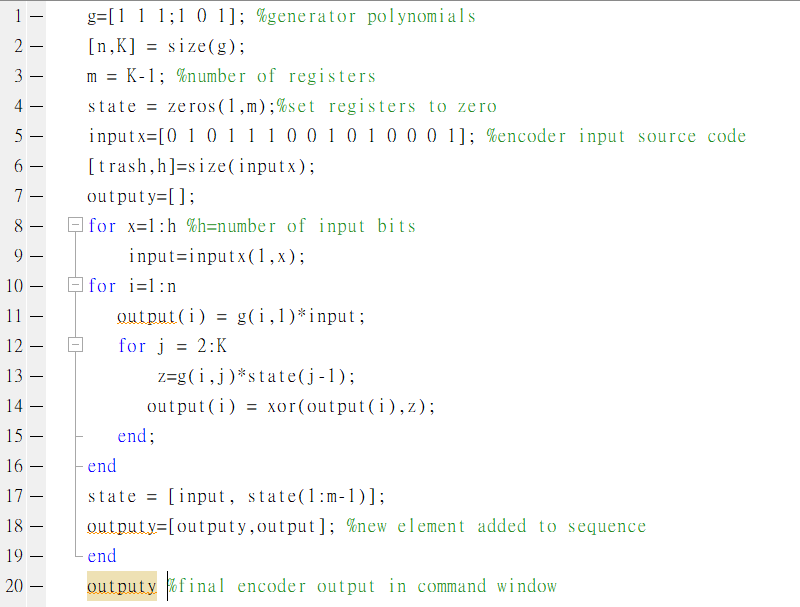 1 – g=[1 1 1;1 0 1]; %generator polynomials
2 – [n,K] = size(g);
3 – m = K-1; %number of registers
4 – state = zeros(1,m);%set registers to zero
5 – inputx=[0 1 0 1 1 1 0 0 1 0 1 0 0 0 1]; %encoder input source code
6 – [trash,h]=size(inputx);
7 – outputy=[];
8 – for x=1:h %h=number of input bits
9 – input=inputx(1,x);
10 – for i=1:n
11 – output(i) = g(i,1)*input;
12 – for j = 2:K
13 – z=g(i,j)*state(j-1);
14 – output(i) = xor(output(i),z);
15 – end;
16 – end
17 – state = [input, state(1:m-1)];
18 – outputy=[outputy,output]; %new element added to sequence
19 – end
20 – outputy %final encoder output in command window